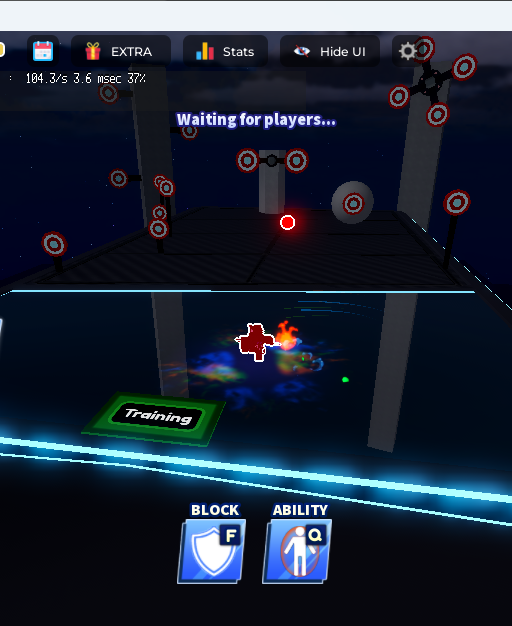 EXTRA
Stats
Hide UI
: 104.3/s 3.6 msec 37%
Waiting for players...
Training
BLOCK
ABILITY
F
Q